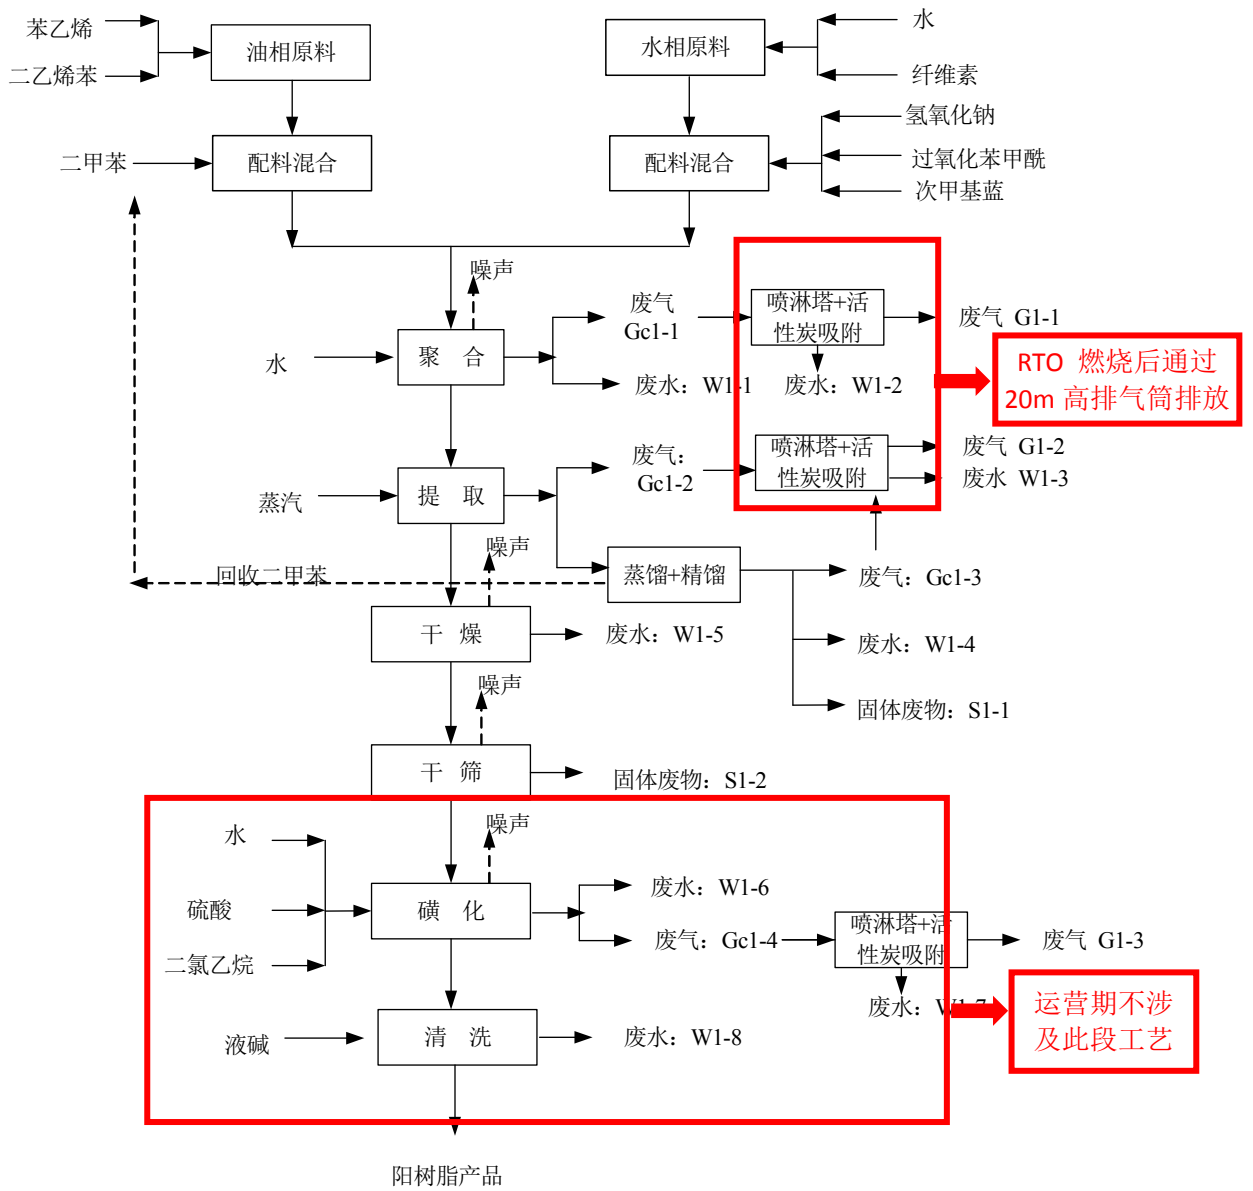 苯乙烯
二乙烯苯
油相原料
水相原料
水
纤维素
二甲苯
配料混合
配料混合
氢氧化钠
过氧化苯甲酰
次甲基蓝
噪声
水
聚 合
废气
Gc1-1
废水：W1-1
喷淋塔+活
性炭吸附
废水：W1-2
废气 G1-1
RTO 燃烧后通过
20m 高排气筒排放
蒸汽
提 取
废气：
Gc1-2
喷淋塔+活
性炭吸附
废气 G1-2
废水 W1-3
噪声
回收二甲苯
蒸馏+精馏
废气：Gc1-3
废水：W1-4
固体废物：S1-1
干 燥
废水：W1-5
噪声
干 筛
固体废物：S1-2
噪声
水
硫酸
二氯乙烷
磺 化
废水：W1-6
废气：Gc1-4
喷淋塔+活
性炭吸附
废水：W1-7
废气 G1-3
运营期不涉
及此段工艺
液碱
清 洗
废水：W1-8
阳树脂产品